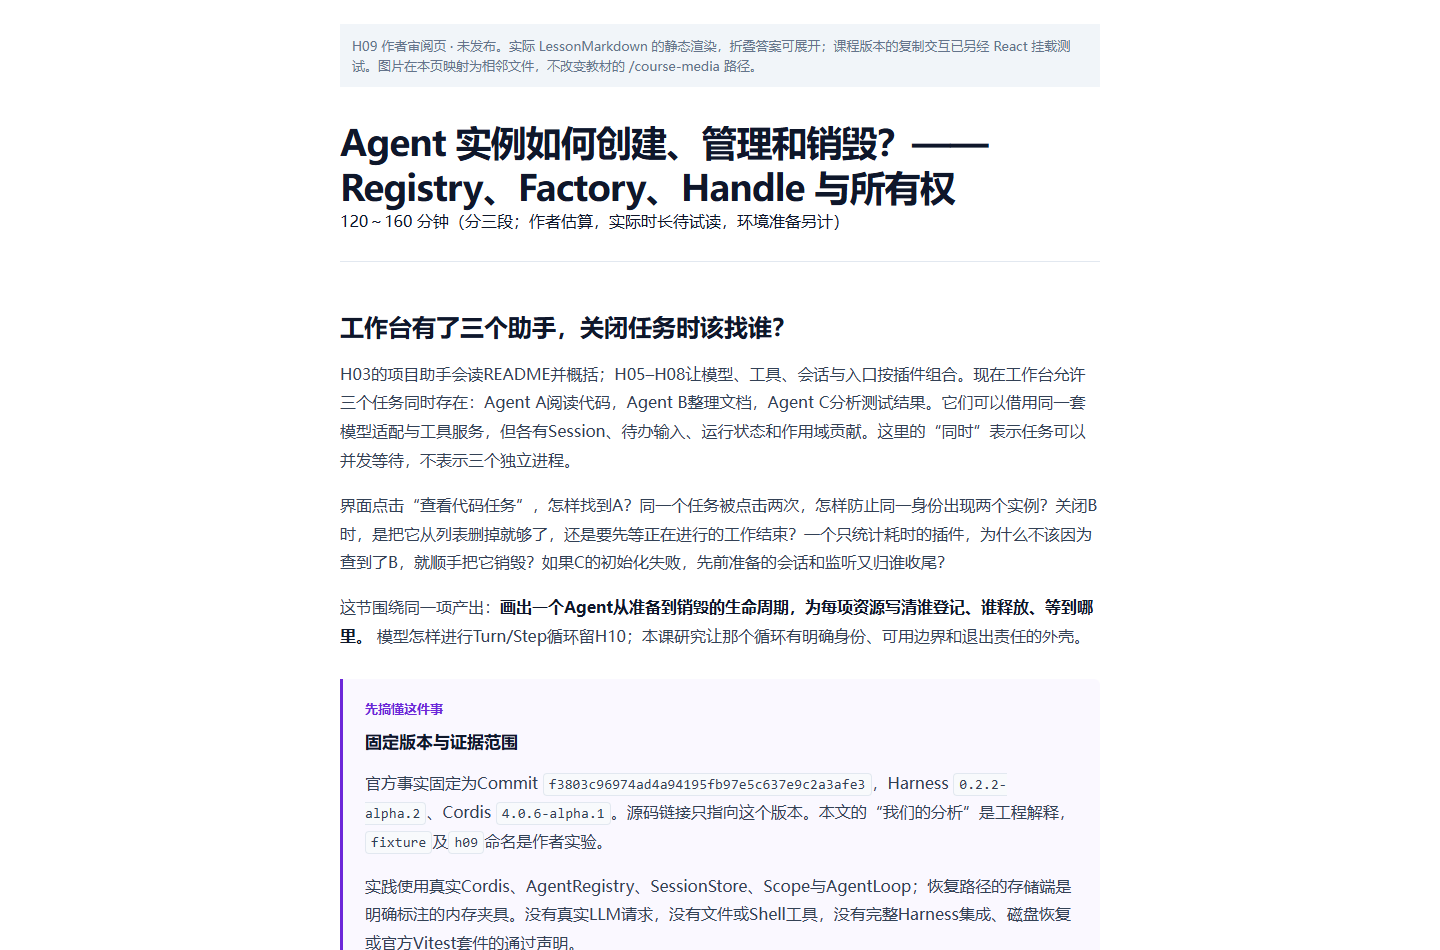 H09 作者审阅页 · 未发布。实际 LessonMarkdown 的静态渲染，折叠答案可展开；课程版本的复制交互已另经 React 挂载测
试。图片在本页映射为相邻文件，不改变教材的 /course-media 路径。
Agent 实例如何创建、管理和销毁？——
Registry、Factory、Handle 与所有权
120～160 分钟（分三段；作者估算，实际时长待试读，环境准备另计）
工作台有了三个助手，关闭任务时该找谁？
H03的项目助手会读README并概括；H05–H08让模型、工具、会话与入口按插件组合。现在工作台允许
三个任务同时存在：Agent A阅读代码，Agent B整理文档，Agent C分析测试结果。它们可以借用同一套
模型适配与工具服务，但各有Session、待办输入、运行状态和作用域贡献。这里的“同时”表示任务可以
并发等待，不表示三个独立进程。
界面点击“查看代码任务”，怎样找到A？同一个任务被点击两次，怎样防止同一身份出现两个实例？关闭B
时，是把它从列表删掉就够了，还是要先等正在进行的工作结束？一个只统计耗时的插件，为什么不该因为
查到了B，就顺手把它销毁？如果C的初始化失败，先前准备的会话和监听又归谁收尾？
这节围绕同一项产出：画出一个Agent从准备到销毁的生命周期，为每项资源写清谁登记、谁释放、等到哪
里。 模型怎样进行Turn/Step循环留H10；本课研究让那个循环有明确身份、可用边界和退出责任的外壳。
先搞懂这件事
固定版本与证据范围
官方事实固定为Commit f3803c96974ad4a94195fb97e5c637e9c2a3afe3，Harness 0.2.2-
alpha.2、Cordis 4.0.6-alpha.1。源码链接只指向这个版本。本文的“我们的分析”是工程解释，
fixture及h09命名是作者实验。
实践使用真实Cordis、AgentRegistry、SessionStore、Scope与AgentLoop；恢复路径的存储端是
明确标注的内存夹具。没有真实LLM请求，没有文件或Shell工具，没有完整Harness集成、磁盘恢复
或官方Vitest套件的通过声明。